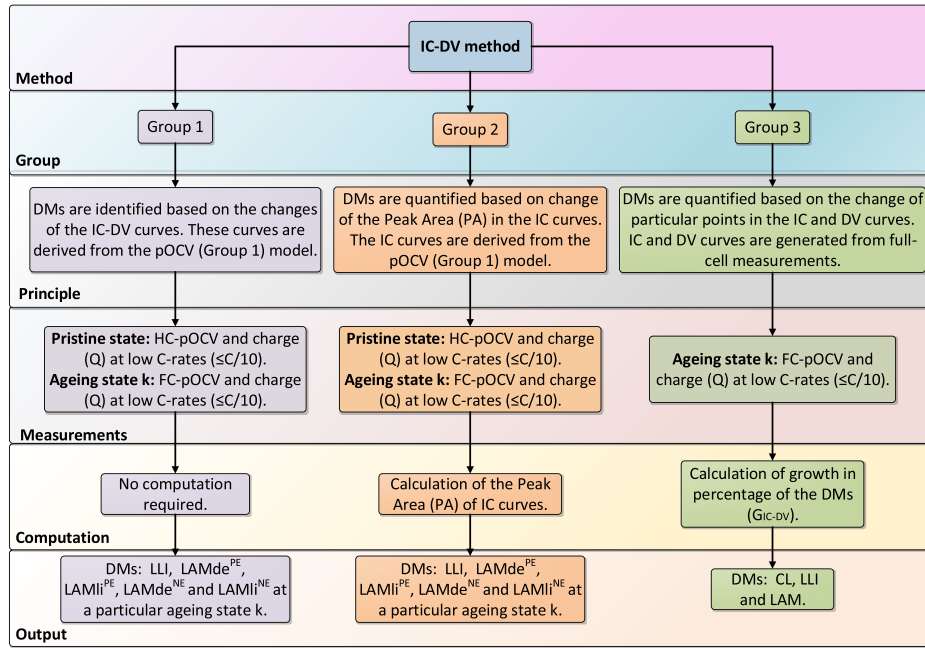 IC-DV method
Method
Group 1
Group 2
Group 3
Group
DMs are identified based on the changes
of the IC-DV curves. These curves are
derived from the pOCV (Group 1) model.
DMs are quantified based on change
of the Peak Area (PA) in the IC curves.
The IC curves are derived from the
pOCV (Group 1) model.
DMs are quantified based on the change of
particular points in the IC and DV curves.
IC and DV curves are generated from full-
cell measurements.
Principle
Pristine state: HC-pOCV and charge
(Q) at low C-rates (≤C/10).
Ageing state k: FC-pOCV and charge
(Q) at low C-rates (≤C/10).
Pristine state: HC-pOCV and charge
(Q) at low C-rates (≤C/10).
Ageing state k: FC-pOCV and charge
(Q) at low C-rates (≤C/10).
Ageing state k: FC-pOCV and
charge (Q) at low C-rates (≤C/10).
Measurements
No computation
required.
Calculation of the Peak
Area (PA) of IC curves.
Calculation of growth in
percentage of the DMs
(GIC-DV).
Computation
DMs: LLI, LAMde^PE,
LAMli^PE, LAMde^NE and LAMli^NE at
a particular ageing state k.
DMs: LLI, LAMde^PE,
LAMli^PE, LAMde^NE and LAMli^NE at
a particular ageing state k.
DMs: CL, LLI
and LAM.
Output